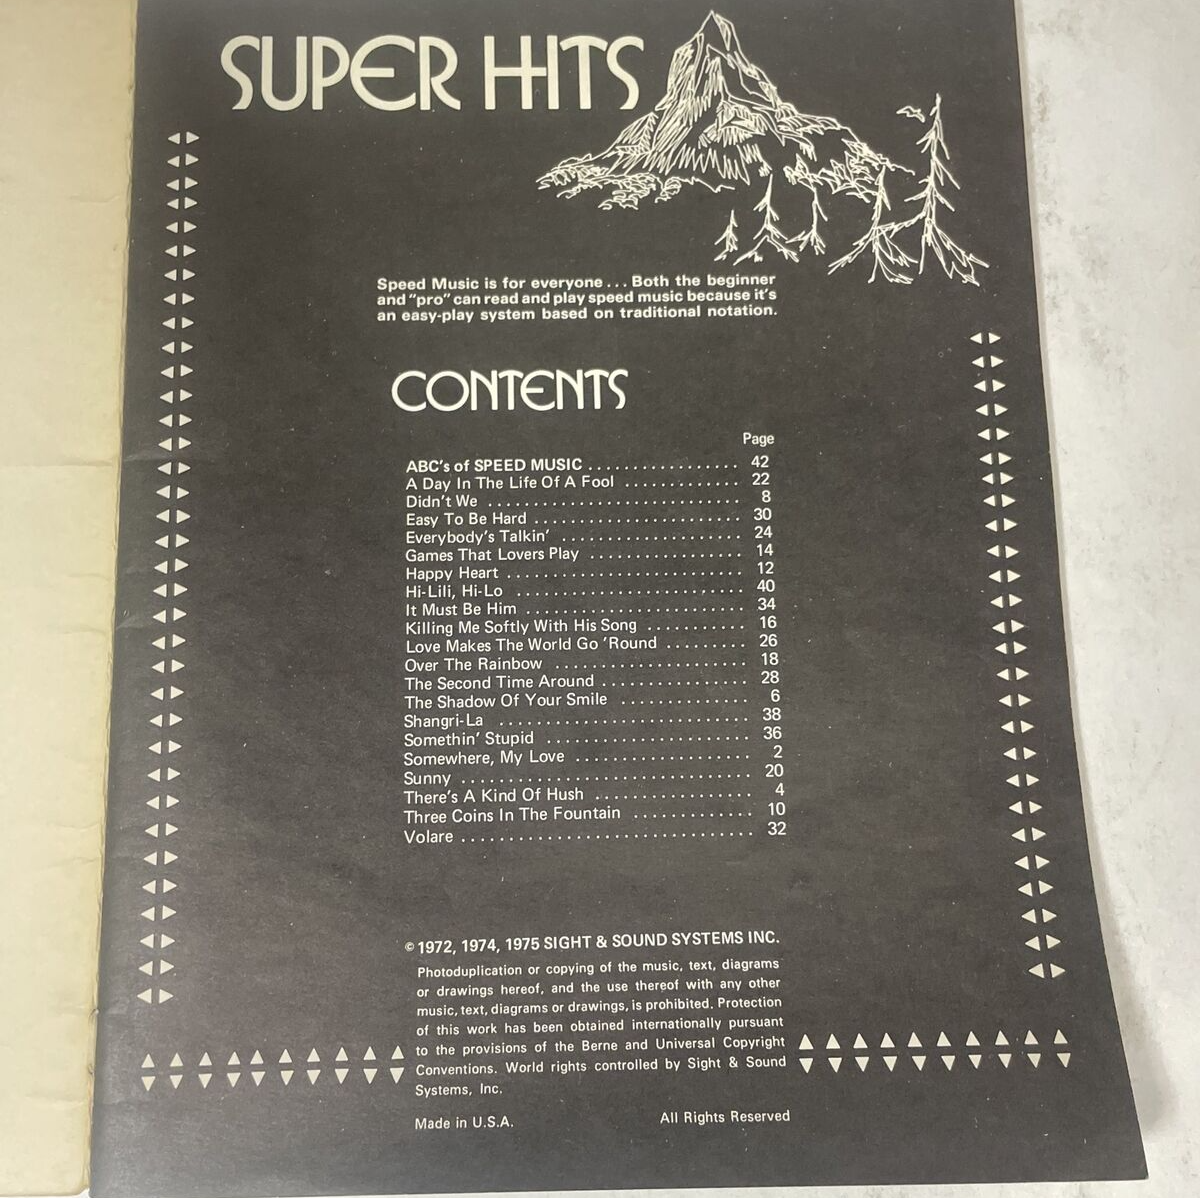 SUPER HITS
Speed Music is for everyone... Both the beginner
and "pro" can read and play speed music because it's
an easy-play system based on traditional notation.
CONTENTS
Page
ABC's of SPEED MUSIC ................. 42
A Day In The Life Of A Fool ............. 22
Didn't We ............................. 8
Easy To Be Hard ........................ 30
Everybody's Talkin' ..................... 24
Games That Lovers Play .................. 14
Happy Heart ........................... 12
Hi-Lili, Hi-Lo .......................... 40
It Must Be Him ......................... 34
Killing Me Softly With His Song ........... 16
Love Makes The World Go 'Round ......... 26
Over The Rainbow ...................... 18
The Second Time Around ................. 28
The Shadow Of Your Smile ............... 6
Shangri-La ............................. 38
Somethin' Stupid ....................... 36
Somewhere, My Love .................... 2
Sunny ................................. 20
There's A Kind Of Hush .................. 4
Three Coins In The Fountain ............. 10
Volare ................................. 32
© 1972, 1974, 1975 SIGHT & SOUND SYSTEMS INC.
Photoduplication or copying of the music, text, diagrams
or drawings hereof, and the use thereof with any other
music, text, diagrams or drawings, is prohibited. Protection
of this work has been obtained internationally pursuant
to the provisions of the Berne and Universal Copyright
Conventions. World rights controlled by Sight & Sound
Systems, Inc.
Made in U.S.A. All Rights Reserved